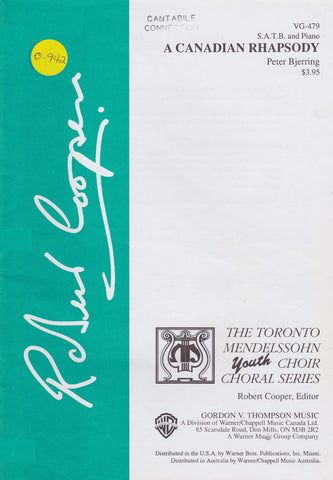 CANTABILE
CONNECTION
VG-479
S.A.T.B. and Piano
A CANADIAN RHAPSODY
Peter Bjerring
$3.95
0-942
Robert Cooper
THE TORONTO
MENDELSSOHN
Youth CHOIR
CHORAL SERIES
Robert Cooper, Editor
GORDON V. THOMPSON MUSIC
A Division of Warner/Chappell Music Canada Ltd.
85 Scarsdale Road, Don Mills, ON M3B 2R2
A Warner Music Group Company
Distributed in the U.S.A. by Warner Bros. Publications, Inc. Miami.
Distributed in Australia by Warner/Chappell Music Australia.